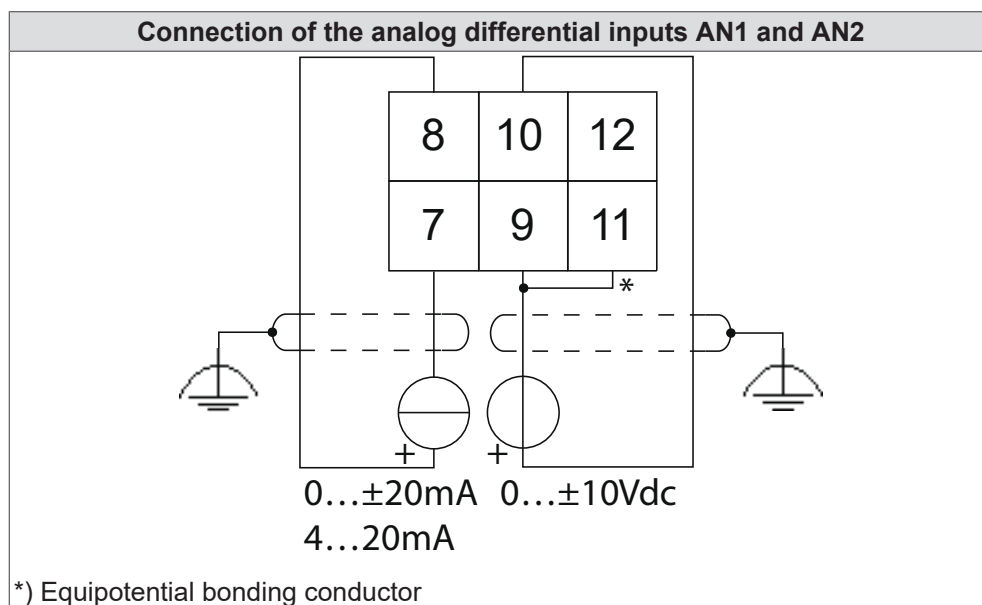 Connection of the analog differential inputs AN1 and AN2
8 10 12
7 9 11
*
+ +
0…±20mA 0…±10Vdc
4…20mA
*) Equipotential bonding conductor